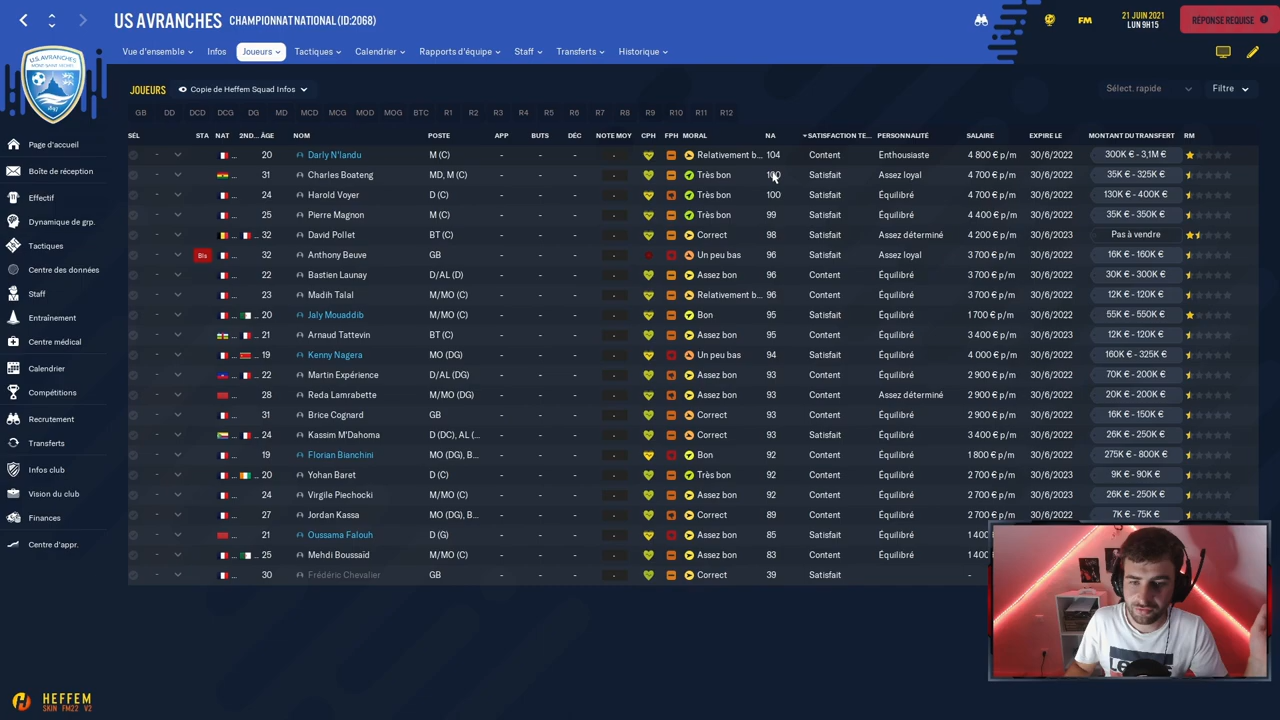 US AVRANCHES CHAMPIONNAT NATIONAL (ID:2068) FM 21 JUIN 2021 RÉPONSE REQUISE
LUN 9H15
Vue d'ensemble Infos Joueurs Tactiques Calendrier Rapports d'équipe Staff Transferts Historique
U.S. AVRANCHES
JOUEURS Copie de Heffem Squad Infos Sélect. rapide Filtre
GB DD DCD DCG DG MD MCD MCG MOD MOG BTC R1 R2 R3 R4 R5 R6 R7 R8 R9 R10 R11 R12
SÉL STA NAT 2ND... ÂGE NOM POSTE APP BUTS DÉC NOTE MOY CPH FPH MORAL NA SATISFACTION TE... PERSONNALITÉ SALAIRE EXPIRE LE MONTANT DU TRANSFERT RM
- ... 20 Darly N'landu M (C) - - - - Relativement b... 104 Content Enthousiaste 4 800 € p/m 30/6/2022 300K € - 3,1M €
- ... 31 Charles Boateng MD, M (C) - - - - Très bon Satisfait Assez loyal 4 700 € p/m 30/6/2022 35K € - 325K €
- ... 24 Harold Voyer D (C) - - - - Très bon 100 Satisfait Équilibré 4 700 € p/m 30/6/2022 130K € - 400K €
- ... 25 Pierre Magnon M (C) - - - - Très bon 99 Satisfait Équilibré 4 400 € p/m 30/6/2022 35K € - 350K €
- ... 32 David Pollet BT (C) - - - - Correct 98 Satisfait Assez déterminé 4 200 € p/m 30/6/2023 Pas à vendre
- Bls ... 32 Anthony Beuve GB - - - - Un peu bas 96 Satisfait Assez loyal 3 700 € p/m 30/6/2022 16K € - 160K €
- ... 22 Bastien Launay D/AL (D) - - - - Assez bon 96 Content Équilibré 3 700 € p/m 30/6/2022 30K € - 300K €
- ... 23 Madih Talal M/MO (C) - - - - Relativement b... 96 Content Équilibré 3 700 € p/m 30/6/2022 12K € - 190K €
- ... 20 Jaly Mouaddib M/MO (C) - - - - Bon 95 Satisfait Équilibré 1 700 € p/m 30/6/2022 55K € - 550K €
- ... 21 Arnaud Tattevin BT (C) - - - - Assez bon 95 Content Équilibré 3 400 € p/m 30/6/2023 12K € - 120K €
- ... 19 Kenny Nagera MO (DG) - - - - Un peu bas 94 Satisfait Équilibré 4 000 € p/m 30/6/2022 160K € - 325K €
- ... 22 Martin Expérience D/AL (DG) - - - - Assez bon 93 Content Équilibré 2 900 € p/m 30/6/2022 70K € - 200K €
- ... 28 Reda Lamrabette M/MO (DG) - - - - Assez bon 93 Satisfait Assez déterminé 2 900 € p/m 30/6/2022 20K € - 200K €
- ... 31 Brice Cognard GB - - - - Correct 93 Satisfait Équilibré 2 900 € p/m 30/6/2022 16K € - 150K €
- ... 24 Kassim M'Dahoma D (DC), AL (... - - - - Correct 93 Satisfait Équilibré 3 400 € p/m 30/6/2022 26K € - 250K €
- ... 19 Florian Bianchini MO (DG), B... - - - - Bon 92 Content Équilibré 1 800 € p/m 30/6/2022 275K € - 800K €
- ... 20 Yohan Baret D (C) - - - - Très bon 92 Content Équilibré 2 700 € p/m 30/6/2023 9K € - 90K €
- ... 24 Virgile Piechocki M/MO (C) - - - - Assez bon 92 Content Équilibré 2 700 € p/m 30/6/2022 26K € - 250K €
- ... 27 Jordan Kassa MO (DG), B... - - - - Correct 89 Content Équilibré 2 700 € p/m 30/6/2022 7K € - 75K €
- ... 21 Oussama Falouh D (G) - - - - Assez bon 85 Satisfait Équilibré 1 400
- ... 25 Mehdi Boussaïd M/MO (C) - - - - Assez bon 83 Content Équilibré 1 400
- ... 30 Frédéric Chevalier GB - - - - Correct 39 Satisfait -
Page d'accueil
Boîte de réception
Effectif
Dynamique de grp.
Tactiques
Centre des données
Staff
Entraînement
Centre médical
Calendrier
Compétitions
Recrutement
Transferts
Infos club
Vision du club
Finances
Centre d'appr.
HEFFEM
SKIN FM22 V2